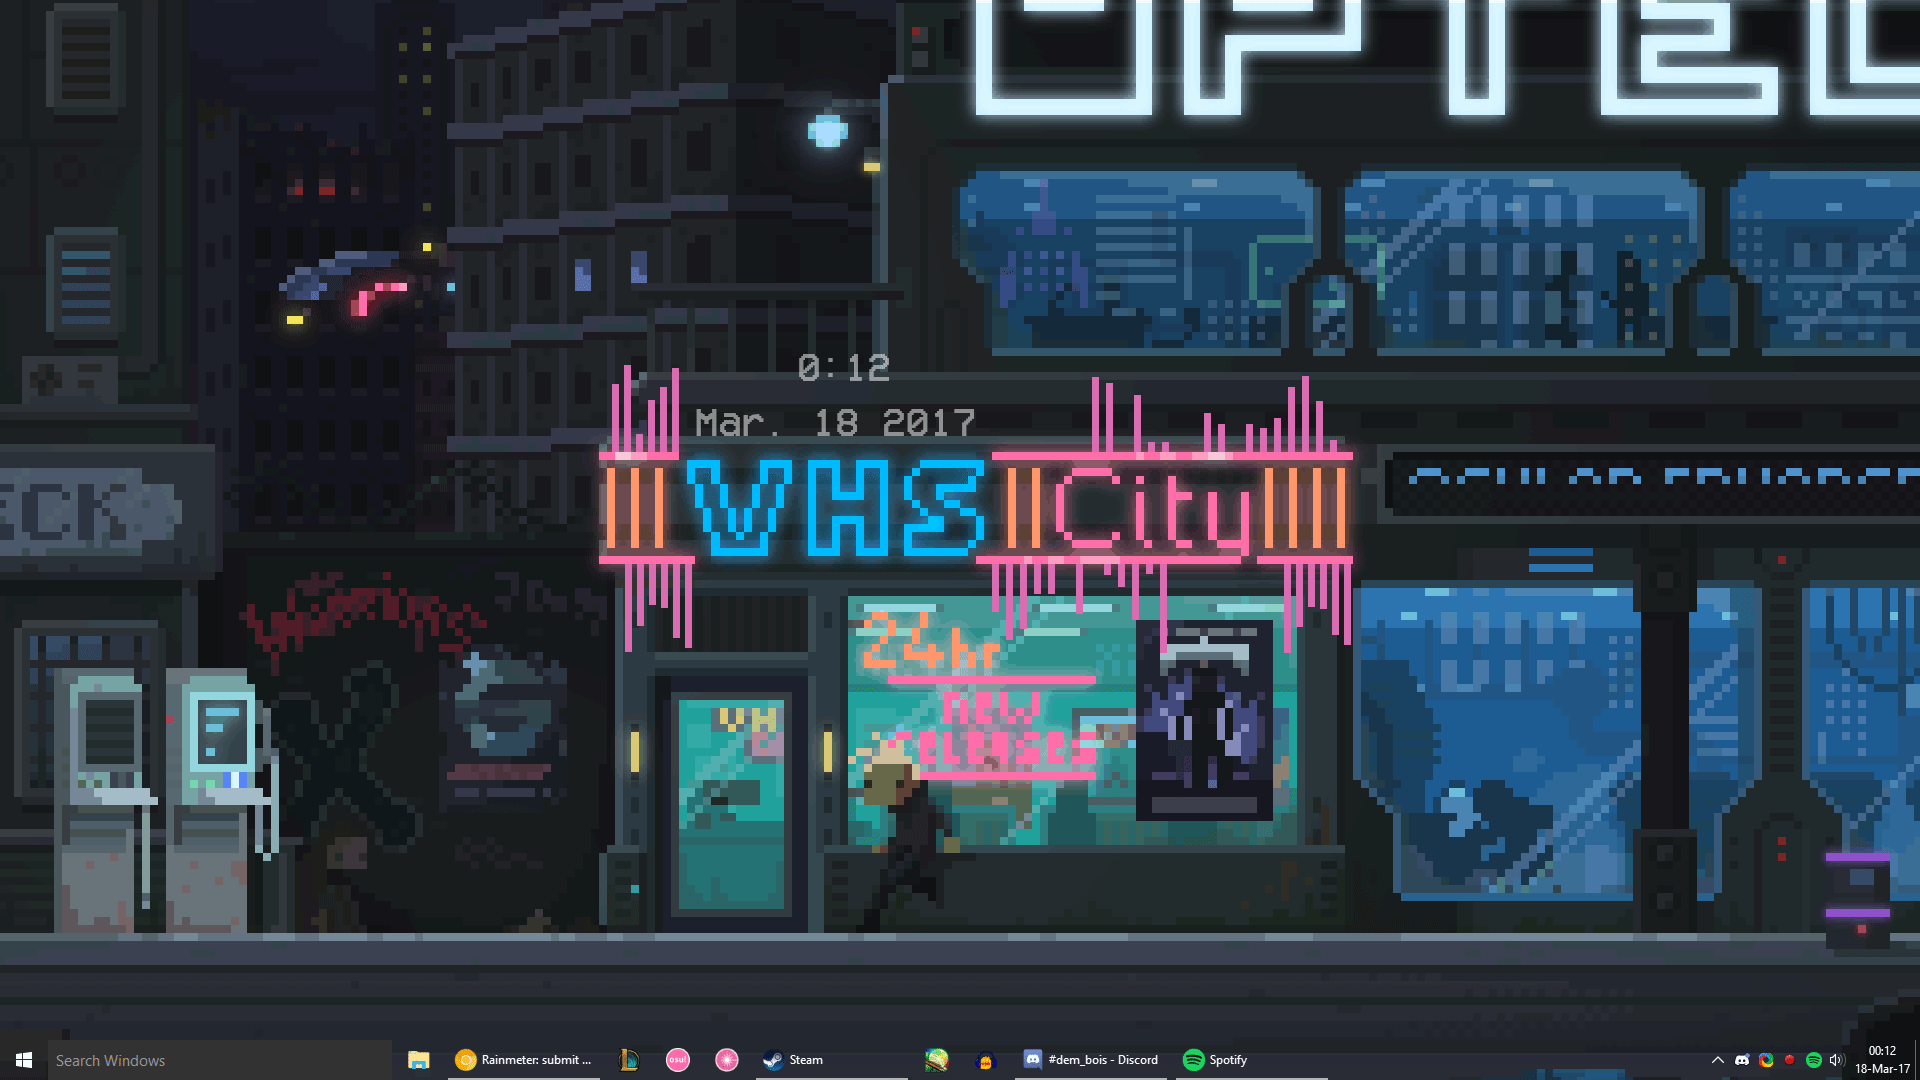 0:12
Mar. 18 2017
VHS City
24hr
NEW
releases
VH
Search Windows
Rainmeter: submit ...
osu!
Steam
#dem_bois - Discord
Spotify
00:12
18-Mar-17